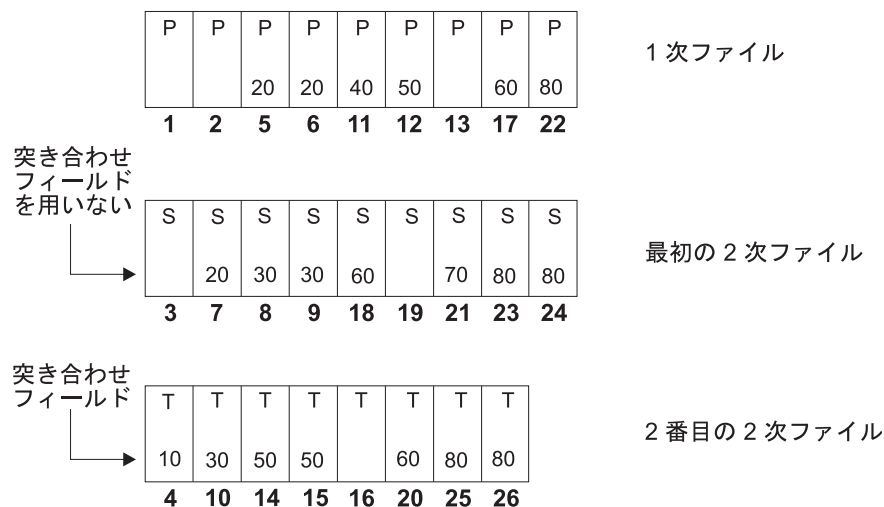 P P P P P P P P P
20 20 40 50 60 80
1 次ファイル
1 2 5 6 11 12 13 17 22
突き合わせ
フィールド
を用いない
S S S S S S S S S
20 30 30 60 70 80 80
最初の 2 次ファイル
3 7 8 9 18 19 21 23 24
突き合わせ
フィールド
T T T T T T T T
10 30 50 50 60 80 80
2 番目の 2 次ファイル
4 10 14 15 16 20 25 26